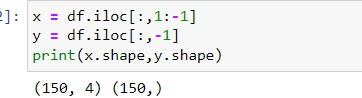 2]: x = df.iloc[:,1:-1]
y = df.iloc[:,-1]
print(x.shape,y.shape)
(150, 4) (150,)